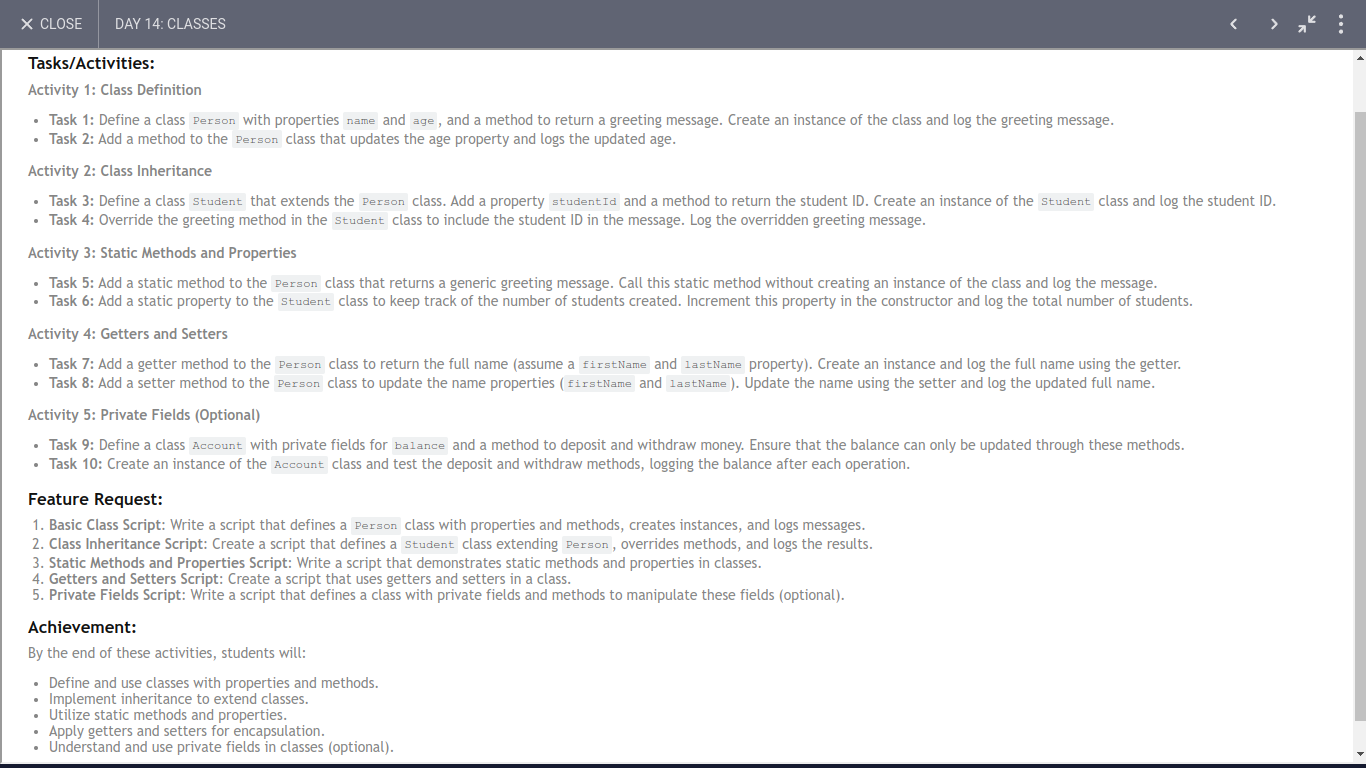 CLOSE
DAY 14: CLASSES
Tasks/Activities:
Activity 1: Class Definition
• Task 1: Define a class Person with properties name and age, and a method to return a greeting message. Create an instance of the class and log the greeting message.
• Task 2: Add a method to the Person class that updates the age property and logs the updated age.
Activity 2: Class Inheritance
• Task 3: Define a class Student that extends the Person class. Add a property studentId and a method to return the student ID. Create an instance of the Student class and log the student ID.
• Task 4: Override the greeting method in the Student class to include the student ID in the message. Log the overridden greeting message.
Activity 3: Static Methods and Properties
• Task 5: Add a static method to the Person class that returns a generic greeting message. Call this static method without creating an instance of the class and log the message.
• Task 6: Add a static property to the Student class to keep track of the number of students created. Increment this property in the constructor and log the total number of students.
Activity 4: Getters and Setters
• Task 7: Add a getter method to the Person class to return the full name (assume a firstName and lastName property). Create an instance and log the full name using the getter.
• Task 8: Add a setter method to the Person class to update the name properties (firstName and lastName). Update the name using the setter and log the updated full name.
Activity 5: Private Fields (Optional)
• Task 9: Define a class Account with private fields for balance and a method to deposit and withdraw money. Ensure that the balance can only be updated through these methods.
• Task 10: Create an instance of the Account class and test the deposit and withdraw methods, logging the balance after each operation.
Feature Request:
1. Basic Class Script: Write a script that defines a Person class with properties and methods, creates instances, and logs messages.
2. Class Inheritance Script: Create a script that defines a Student class extending Person, overrides methods, and logs the results.
3. Static Methods and Properties Script: Write a script that demonstrates static methods and properties in classes.
4. Getters and Setters Script: Create a script that uses getters and setters in a class.
5. Private Fields Script: Write a script that defines a class with private fields and methods to manipulate these fields (optional).
Achievement:
By the end of these activities, students will:
• Define and use classes with properties and methods.
• Implement inheritance to extend classes.
• Utilize static methods and properties.
• Apply getters and setters for encapsulation.
• Understand and use private fields in classes (optional).